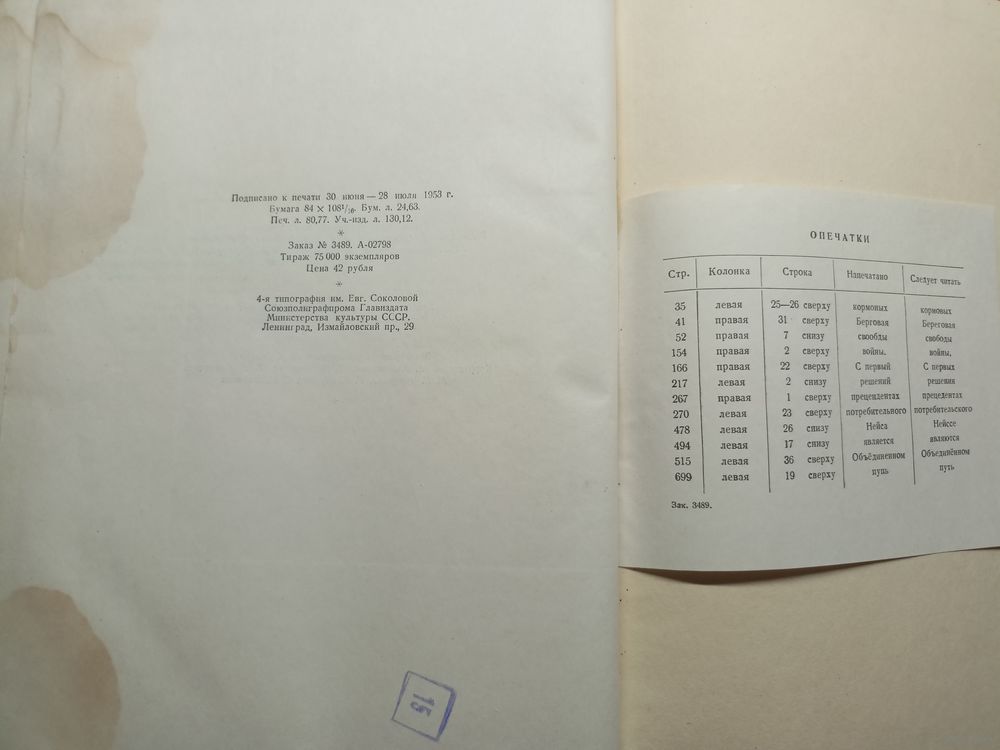 Подписано к печати 30 июня — 28 июля 1953 г.
Бумага 84 × 108¹/₁₆. Бум. л. 24,63.
Печ. л. 80,77. Уч.-изд. л. 130,12.
*
Заказ № 3489. А-02798
Тираж 75 000 экземпляров
Цена 42 рубля
*
4-я типография им. Евг. Соколовой
Союзполиграфпрома Главиздата
Министерства культуры СССР.
Ленинград, Измайловский пр., 29
15
ОПЕЧАТКИ
Стр. Колонка Строка Напечатано Следует читать
35 левая 25—26 сверху кормоных кормовых
41 правая 31 сверху Берговая Береговая
52 правая 7 снизу свообды свободы
154 правая 2 сверху войны. войны,
166 правая 22 сверху С первый С первых
217 левая 2 снизу решений решения
267 правая 1 сверху прецендентах прецедентах
270 левая 23 сверху потребительного потребительского
478 левая 26 снизу Нейса Нейссе
494 левая 17 снизу является являются
515 левая 36 сверху Объёдиненном Объединённом
699 левая 19 сверху пупь путь
Зак. 3489.